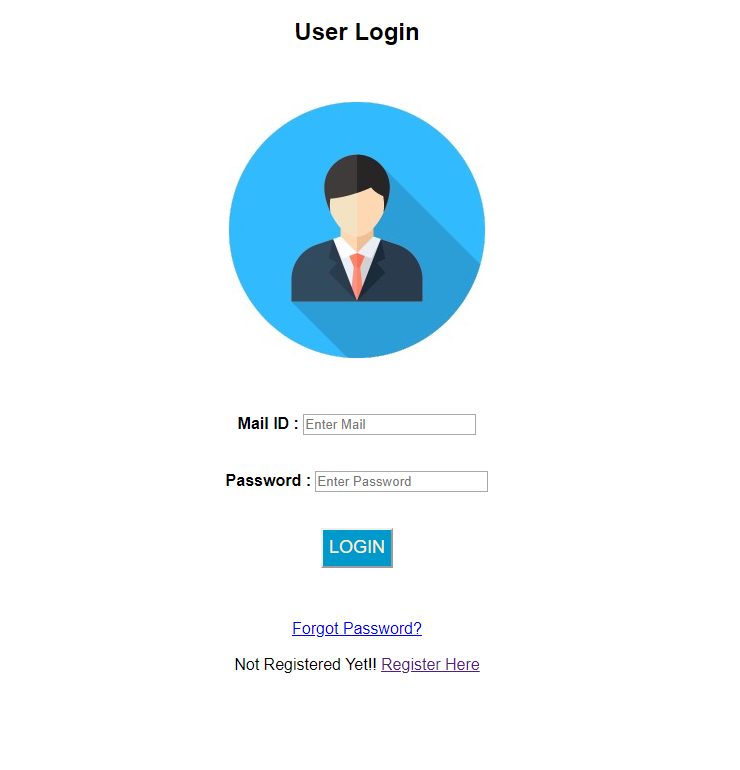 User Login
Mail ID : Enter Mail
Password : Enter Password
LOGIN
Forgot Password?
Not Registered Yet!! Register Here